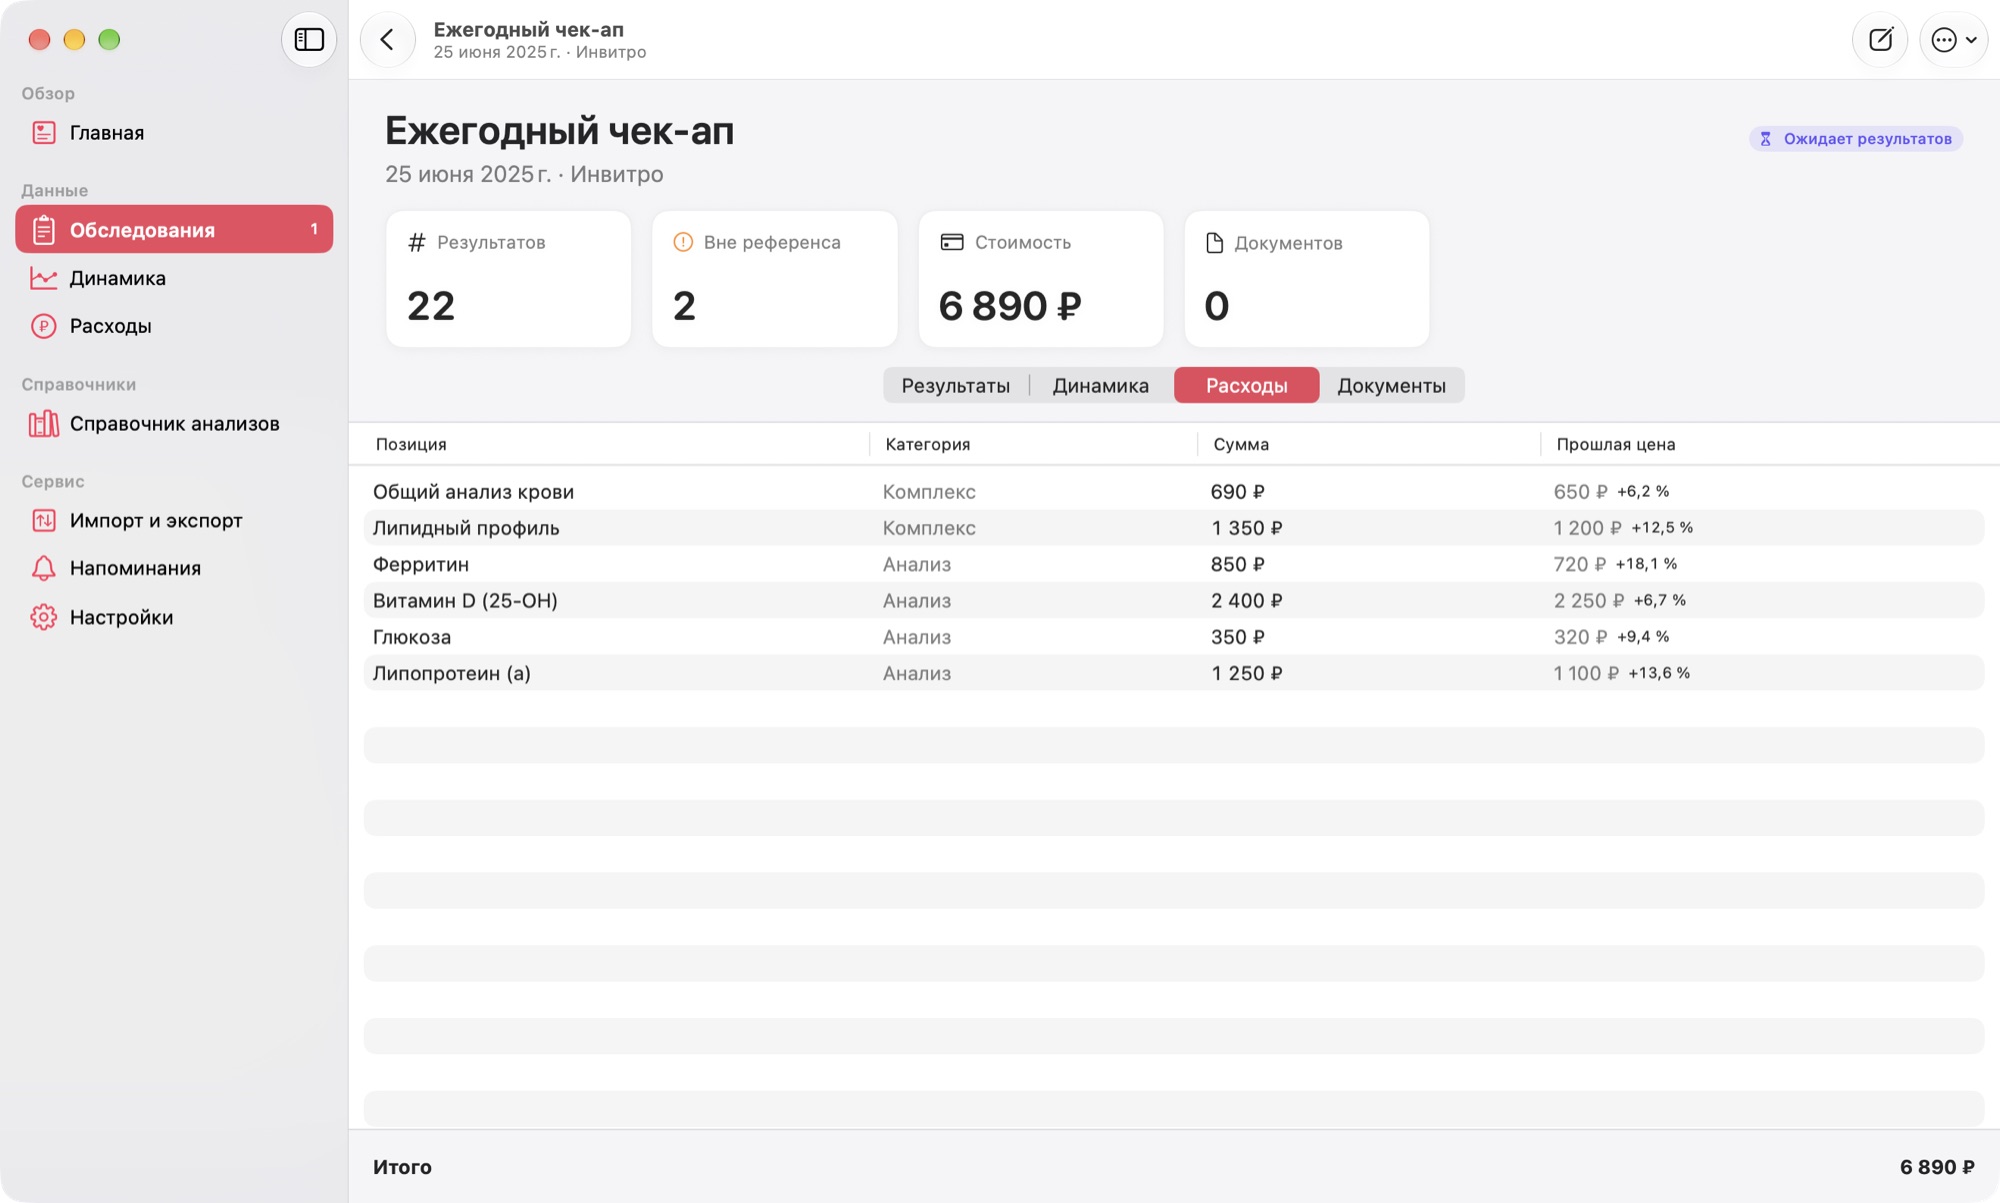 Ежегодный чек-ап
25 июня 2025 г. · Инвитро
Обзор
Главная
Данные
Обследования 1
Динамика
Расходы
Справочники
Справочник анализов
Сервис
Импорт и экспорт
Напоминания
Настройки
Ежегодный чек-ап
25 июня 2025 г. · Инвитро
Ожидает результатов
# Результатов
22
Вне референса
2
Стоимость
6 890 ₽
Документов
0
Результаты Динамика Расходы Документы
Позиция Категория Сумма Прошлая цена
Общий анализ крови Комплекс 690 ₽ 650 ₽ +6,2 %
Липидный профиль Комплекс 1 350 ₽ 1 200 ₽ +12,5 %
Ферритин Анализ 850 ₽ 720 ₽ +18,1 %
Витамин D (25-OH) Анализ 2 400 ₽ 2 250 ₽ +6,7 %
Глюкоза Анализ 350 ₽ 320 ₽ +9,4 %
Липопротеин (а) Анализ 1 250 ₽ 1 100 ₽ +13,6 %
Итого 6 890 ₽